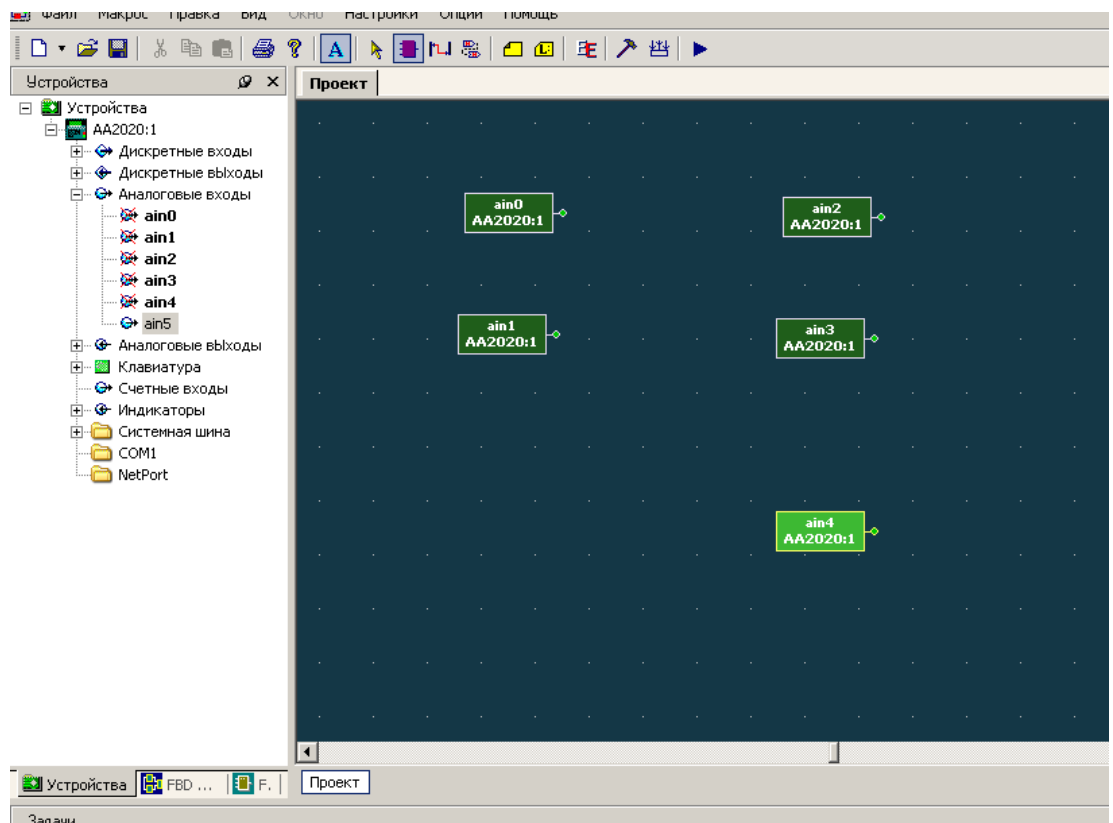 Файл Макрос Правка Вид Окно Настройки Опции Помощь
A
Устройства
Проект
Устройства
AA2020:1
Дискретные входы
Дискретные вЫходы
Аналоговые входы
ain0
ain1
ain2
ain3
ain4
ain5
Аналоговые вЫходы
Клавиатура
Счетные входы
Индикаторы
Системная шина
COM1
NetPort
ain0
AA2020:1
ain2
AA2020:1
ain1
AA2020:1
ain3
AA2020:1
ain4
AA2020:1
Устройства
FBD ...
F.
Проект
Задачи